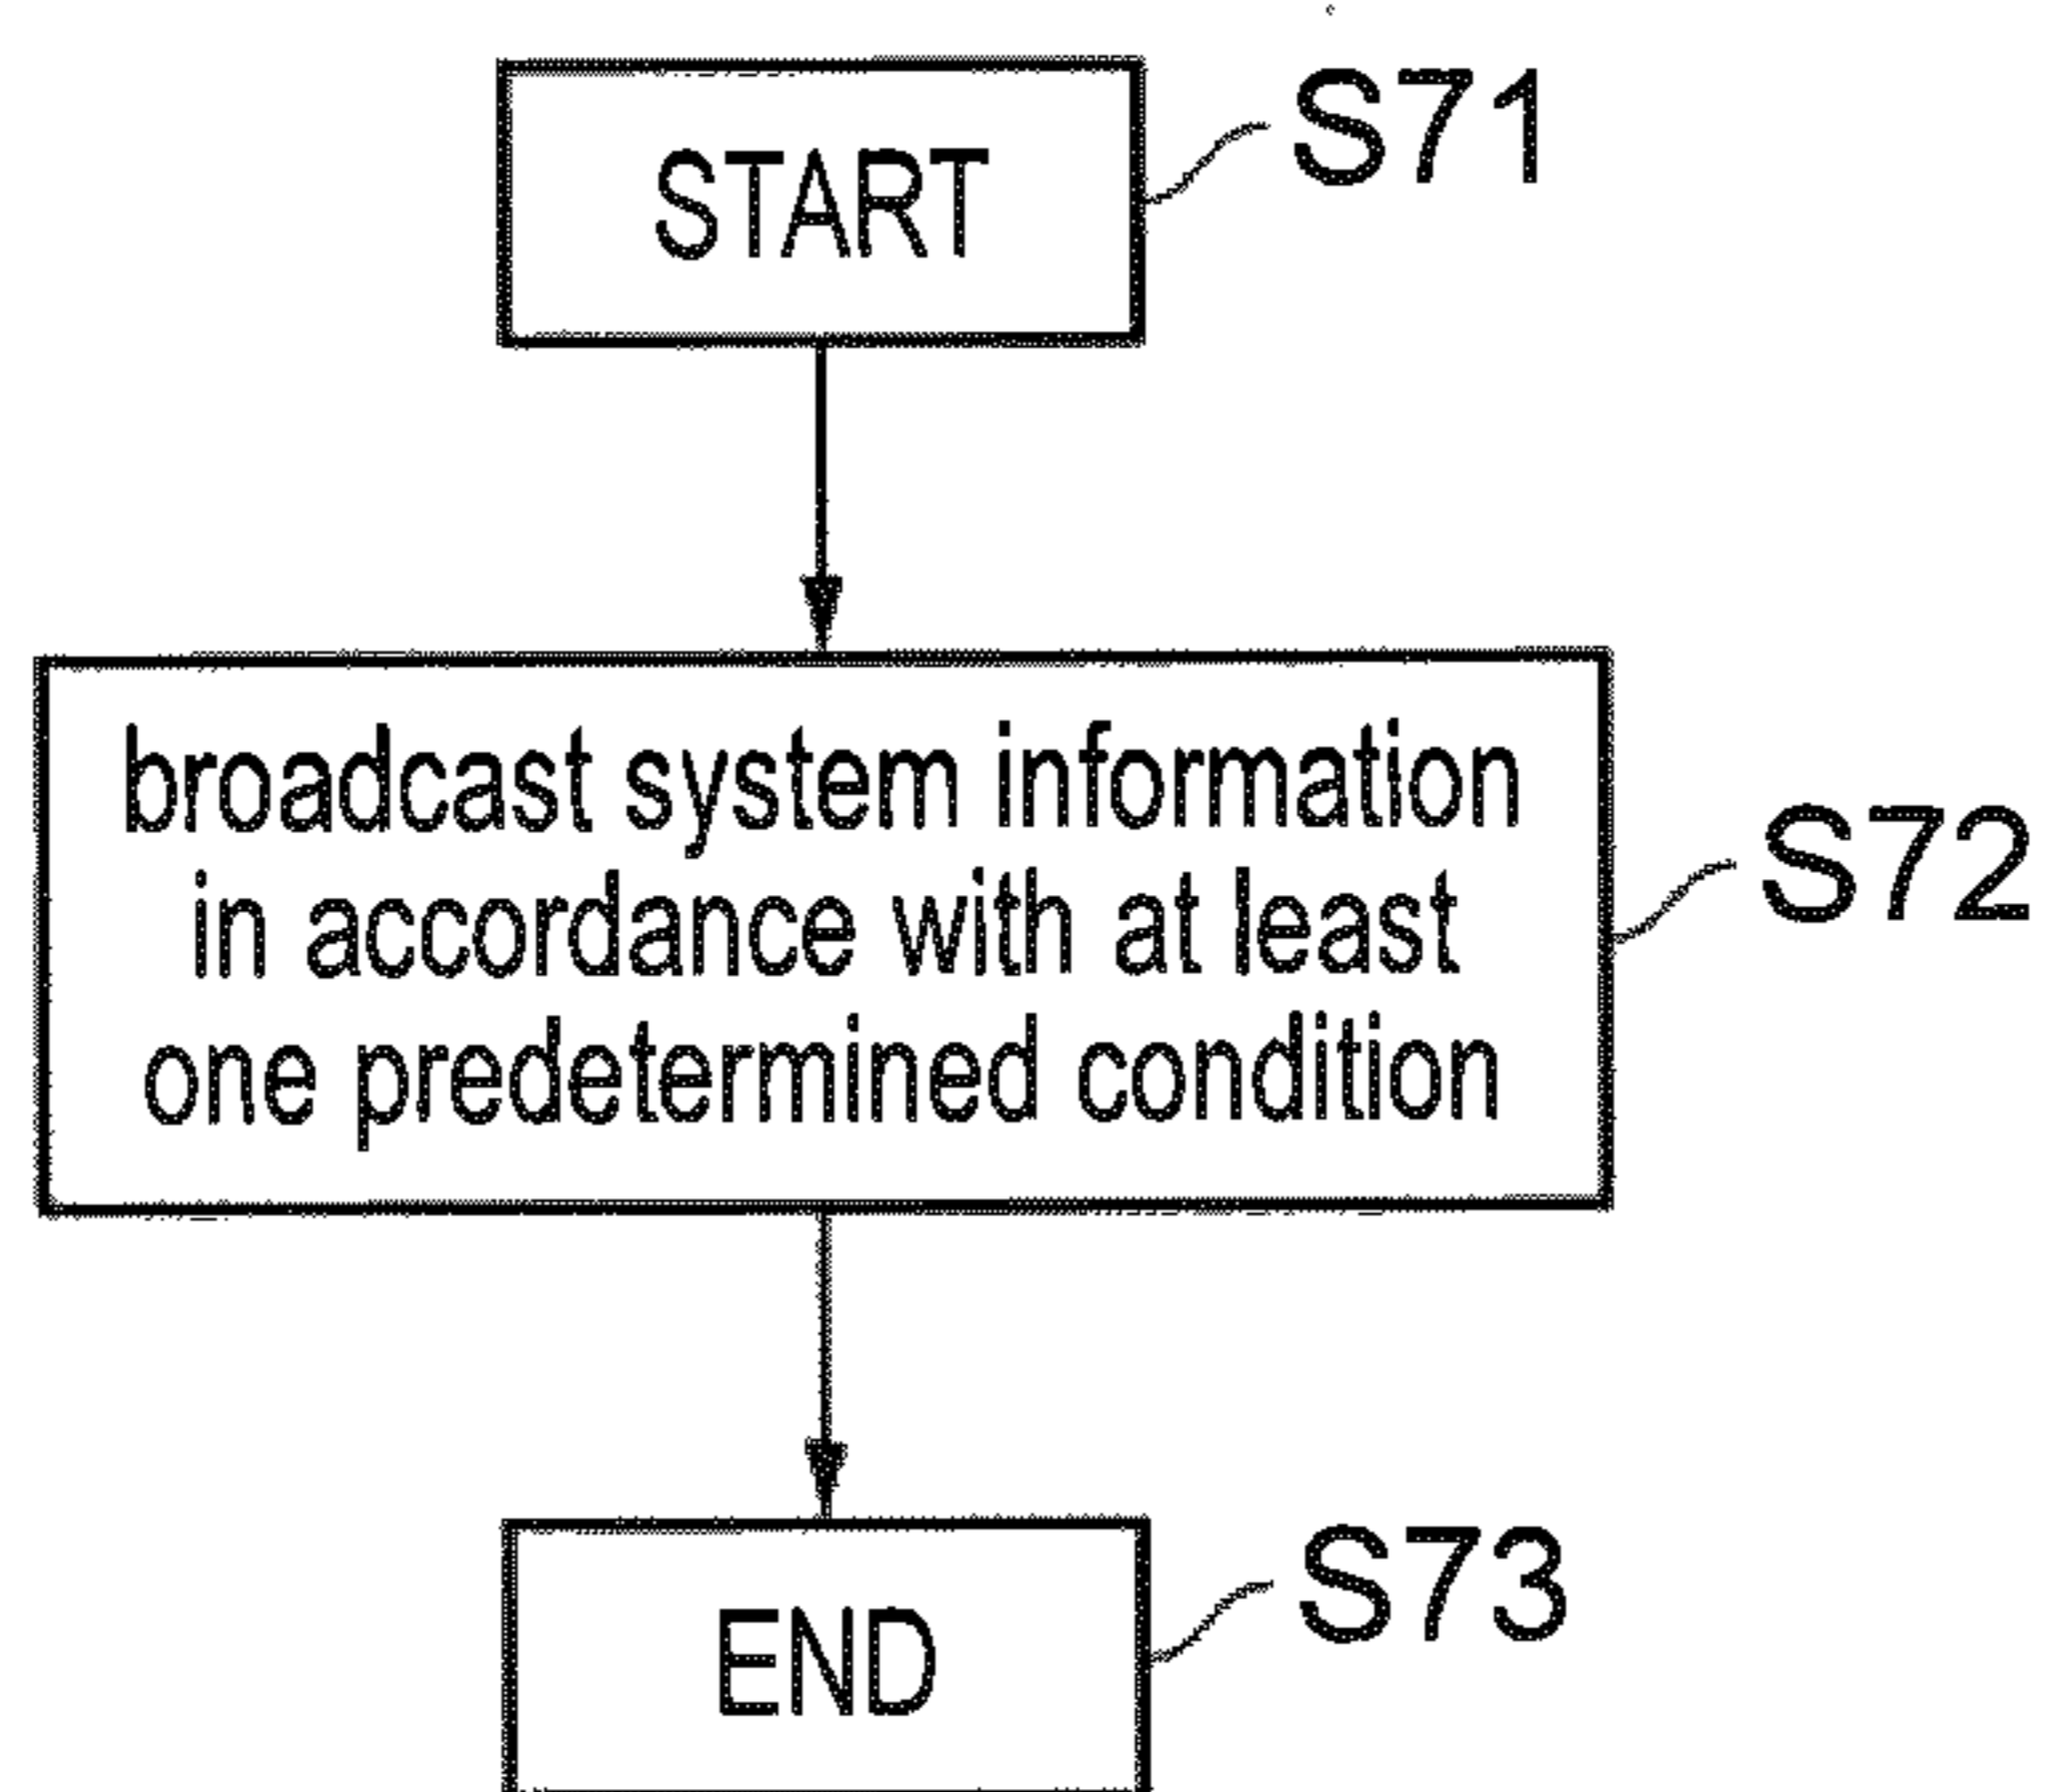 START
S71
broadcast system information
in accordance with at least
one predetermined condition
S72
END
S73